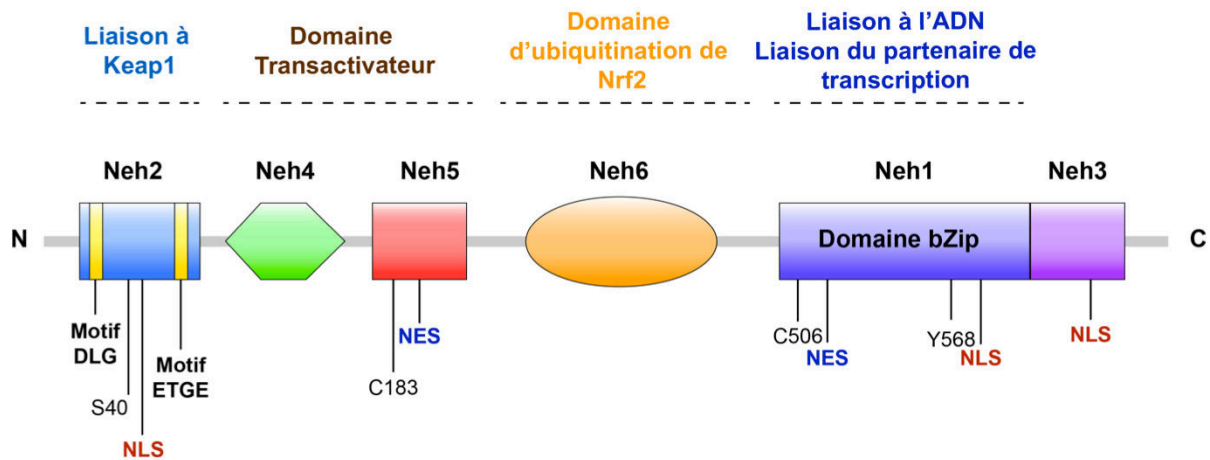 Liaison à
Keap1
Domaine
Transactivateur
Domaine
d'ubiquitination de
Nrf2
Liaison à l'ADN
Liaison du partenaire de
transcription
Neh2
Neh4
Neh5
Neh6
Neh1
Neh3
N
Domaine bZip
C
Motif
DLG
S40
NLS
Motif
ETGE
C183
NES
C506
NES
Y568
NLS
NLS